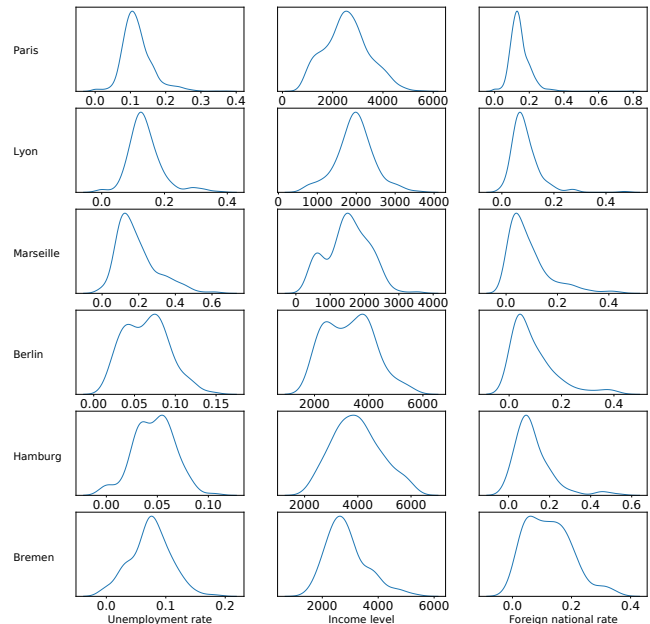 Paris
0.0 0.1 0.2 0.3 0.4
0 2000 4000 6000
0.0 0.2 0.4 0.6 0.8
Lyon
0.0 0.2 0.4
0 1000 2000 3000 4000
0.0 0.2 0.4
Marseille
0.0 0.2 0.4 0.6
0 1000 2000 3000 4000
0.0 0.2 0.4
Berlin
0.00 0.05 0.10 0.15
2000 4000 6000
0.0 0.2 0.4
Hamburg
0.00 0.05 0.10
2000 4000 6000
0.0 0.2 0.4 0.6
Bremen
0.0 0.1 0.2
2000 4000 6000
0.0 0.2 0.4
Unemployment rate
Income level
Foreign national rate